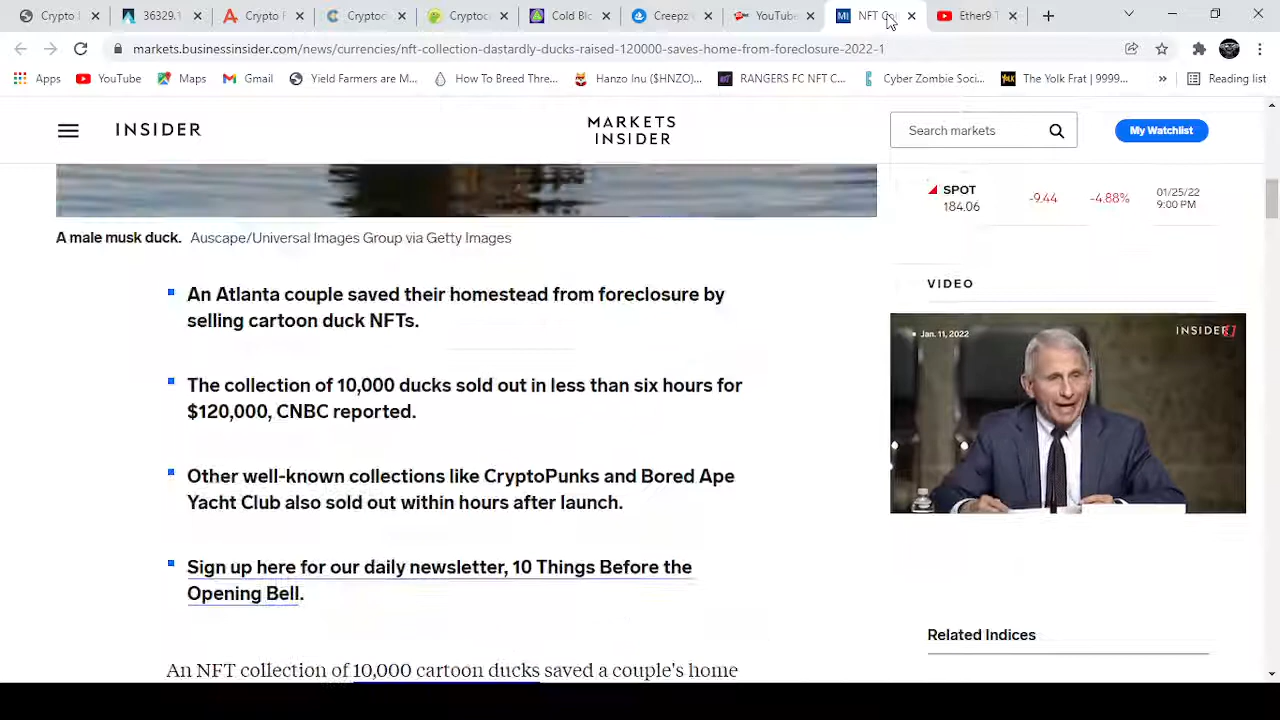 Crypto
36329.1
Crypto F
Crypto
Crypto
Cold Blo
Creepz
YouTube
NFT Co
Ether9 T
markets.businessinsider.com/news/currencies/nft-collection-dastardly-ducks-raised-120000-saves-home-from-foreclosure-2022-1
Apps
YouTube
Maps
Gmail
Yield Farmers are M...
How To Breed Thre...
Hanzo Inu ($HNZO)...
RANGERS FC NFT C...
Cyber Zombie Soci...
The Yolk Frat | 9999...
»
Reading list
INSIDER
MARKETS
INSIDER
Search markets
My Watchlist
SPOT
184.06
-9.44
-4.88%
01/25/22
9:00 PM
A male musk duck. Auscape/Universal Images Group via Getty Images
An Atlanta couple saved their homestead from foreclosure by
selling cartoon duck NFTs.
The collection of 10,000 ducks sold out in less than six hours for
$120,000, CNBC reported.
Other well-known collections like CryptoPunks and Bored Ape
Yacht Club also sold out within hours after launch.
Sign up here for our daily newsletter, 10 Things Before the
Opening Bell.
An NFT collection of 10,000 cartoon ducks saved a couple's home
VIDEO
Jan. 11, 2022
INSIDER
Related Indices